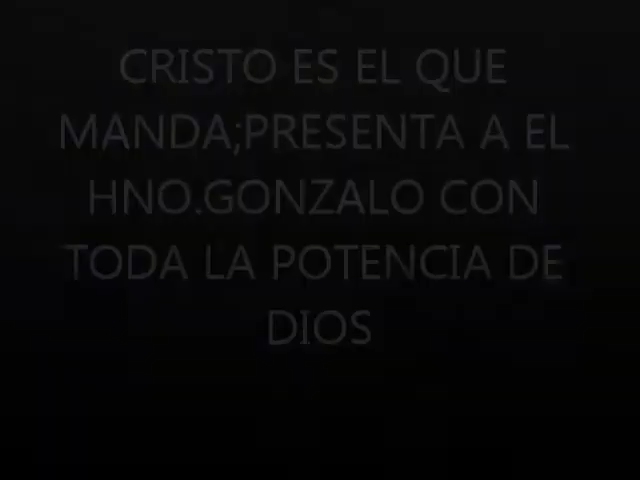 CRISTO ES EL QUE
MANDA;PRESENTA A EL
HNO.GONZALO CON
TODA LA POTENCIA DE
DIOS